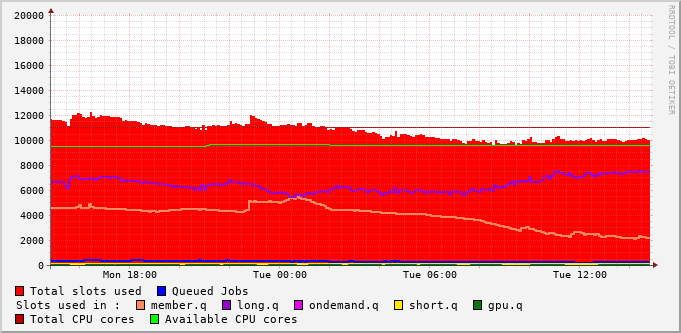 RRDTOOL / TOBI OETIKER
20000
18000
16000
14000
12000
10000
8000
6000
4000
2000
0
Mon 18:00 Tue 00:00 Tue 06:00 Tue 12:00
Total slots used Queued Jobs
Slots used in : member.q long.q ondemand.q short.q gpu.q
Total CPU cores Available CPU cores